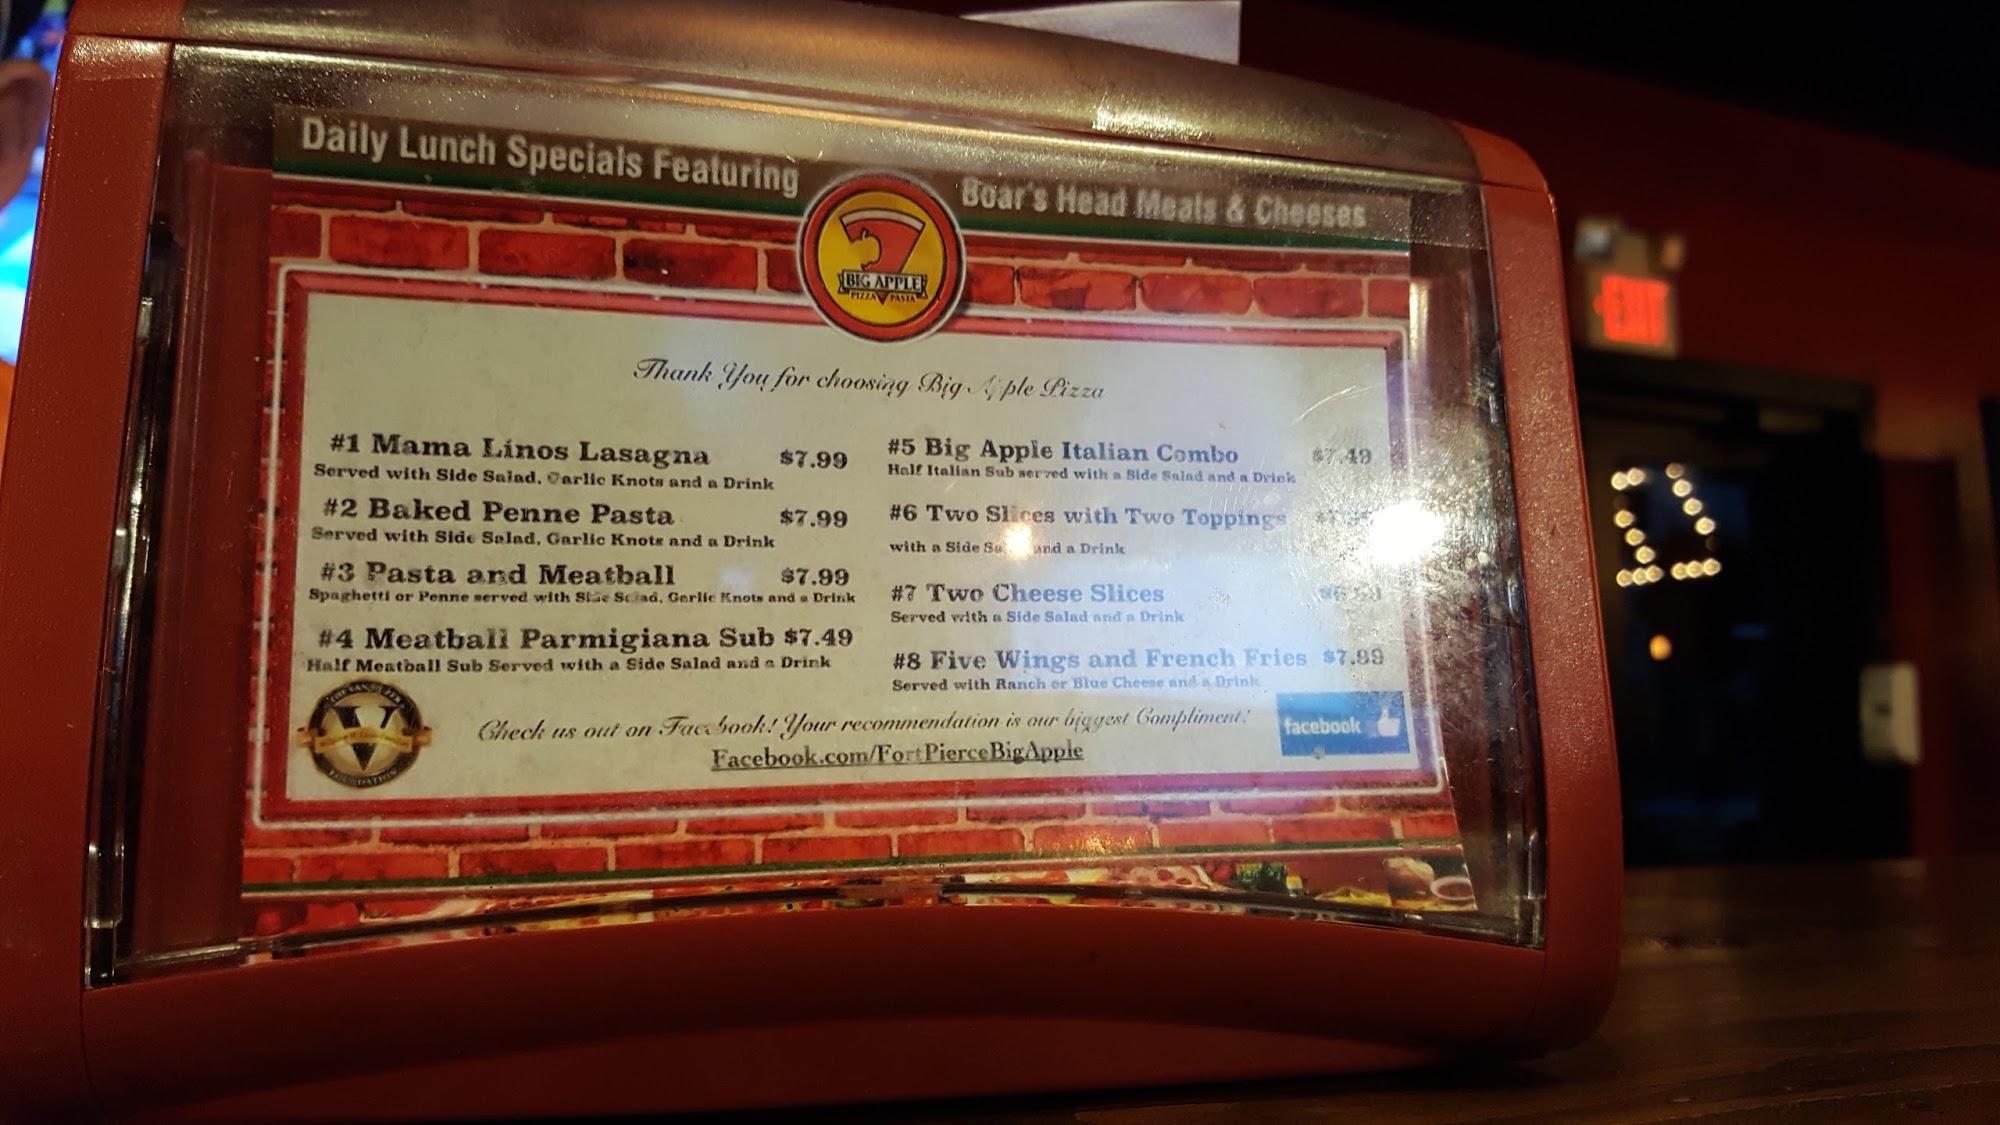 Daily Lunch Specials Featuring Boar's Head Meats & Cheeses
BIG APPLE
PIZZA PASTA
Thank You for choosing Big Apple Pizza
#1 Mama Linos Lasagna $7.99
Served with Side Salad, Garlic Knots and a Drink
#2 Baked Penne Pasta $7.99
Served with Side Salad, Garlic Knots and a Drink
#3 Pasta and Meatball $7.99
Spaghetti or Penne served with Side Salad, Garlic Knots and a Drink
#4 Meatball Parmigiana Sub $7.49
Half Meatball Sub Served with a Side Salad and a Drink
#5 Big Apple Italian Combo $7.49
Half Italian Sub served with a Side Salad and a Drink
#6 Two Slices with Two Toppings
with a Side Salad and a Drink
#7 Two Cheese Slices
Served with a Side Salad and a Drink
#8 Five Wings and French Fries $7.99
Served with Ranch or Blue Cheese and a Drink
V
FOUNDATION
Check us out on Facebook! Your recommendation is our biggest Compliment!
Facebook.com/FortPierceBigApple
facebook
EXIT